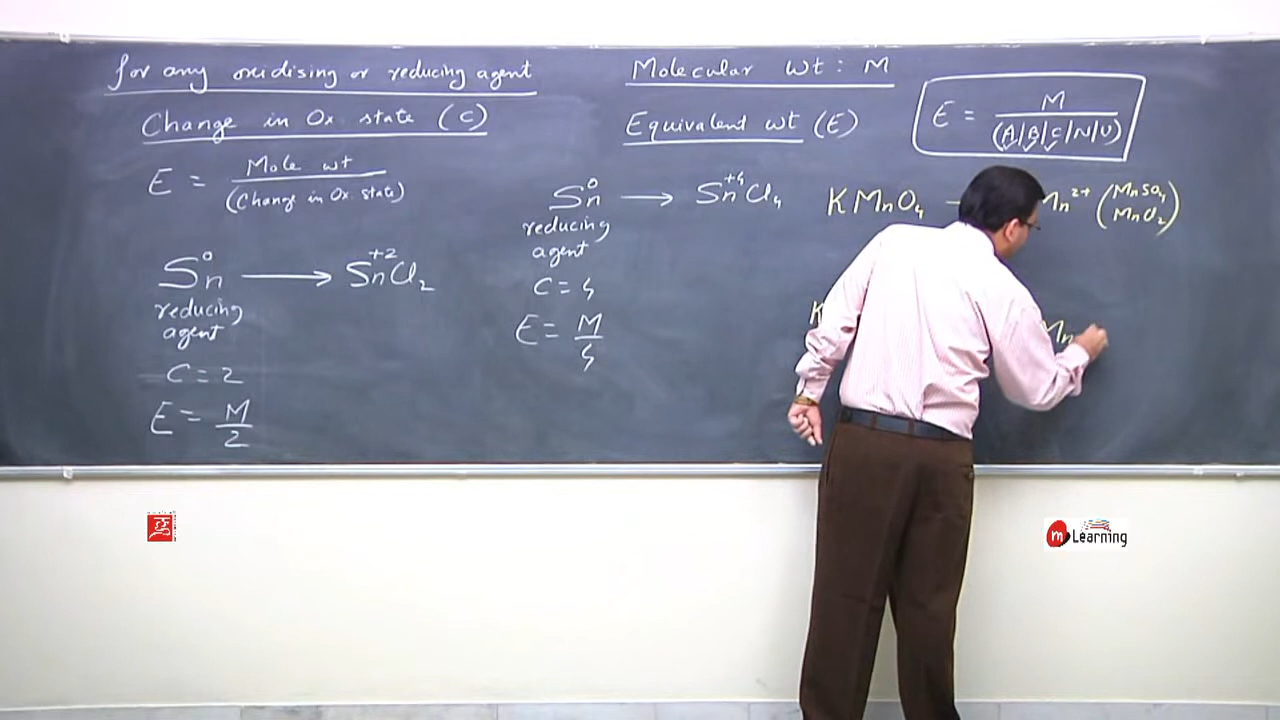 for any oxidising or reducing agent
Change in Ox. state (C)
E = Mole wt / (Change in Ox. state)
Sn⁰ → Sn⁺²Cl₂
reducing
agent
C = 2
E = M/2
Sn⁰ → Sn⁺⁴Cl₄
reducing
agent
C = 4
E = M/4
Molecular wt : M
Equivalent wt (E)
E = M / (A|B|C|N|U)
KMnO₄ Mn²⁺ (MnSO₄
MnCl₂)
K
Mn
m Learning